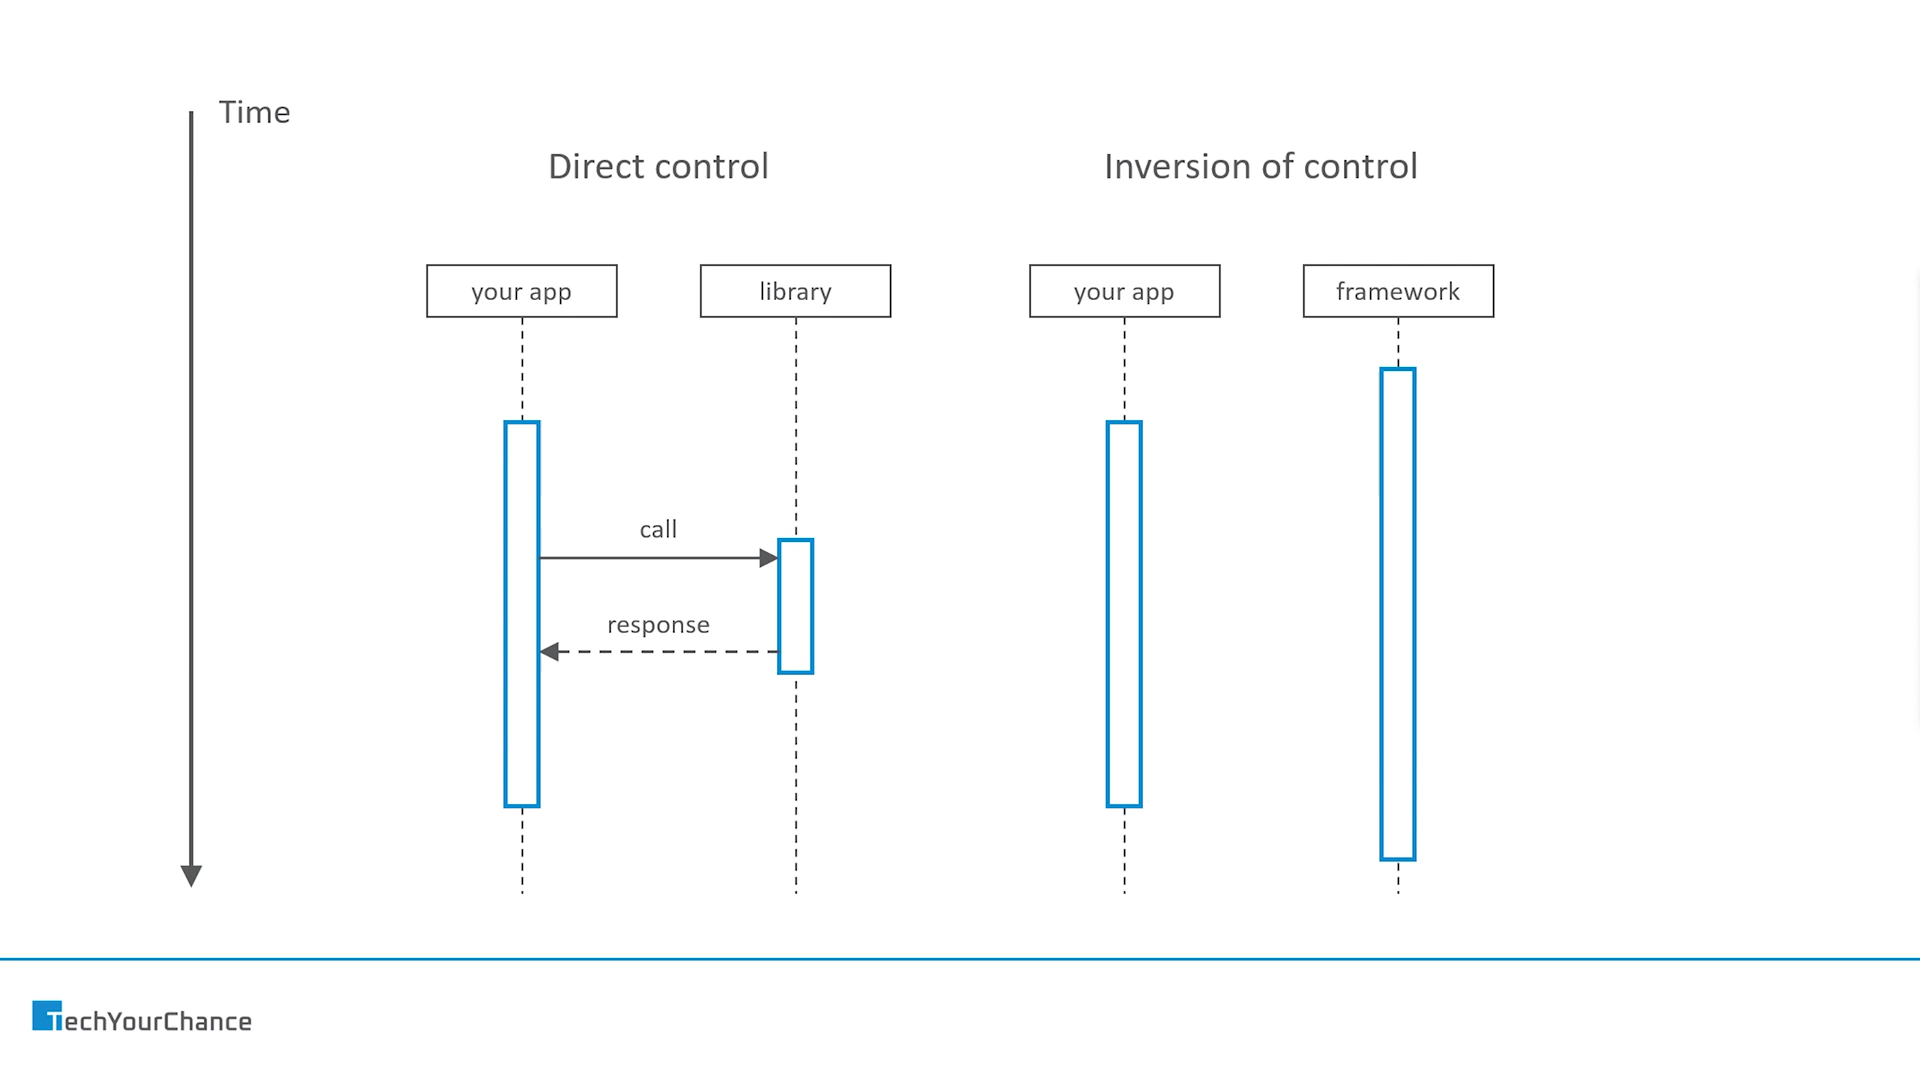 Time
Direct control
Inversion of control
your app
library
your app
framework
call
response
TechYourChance